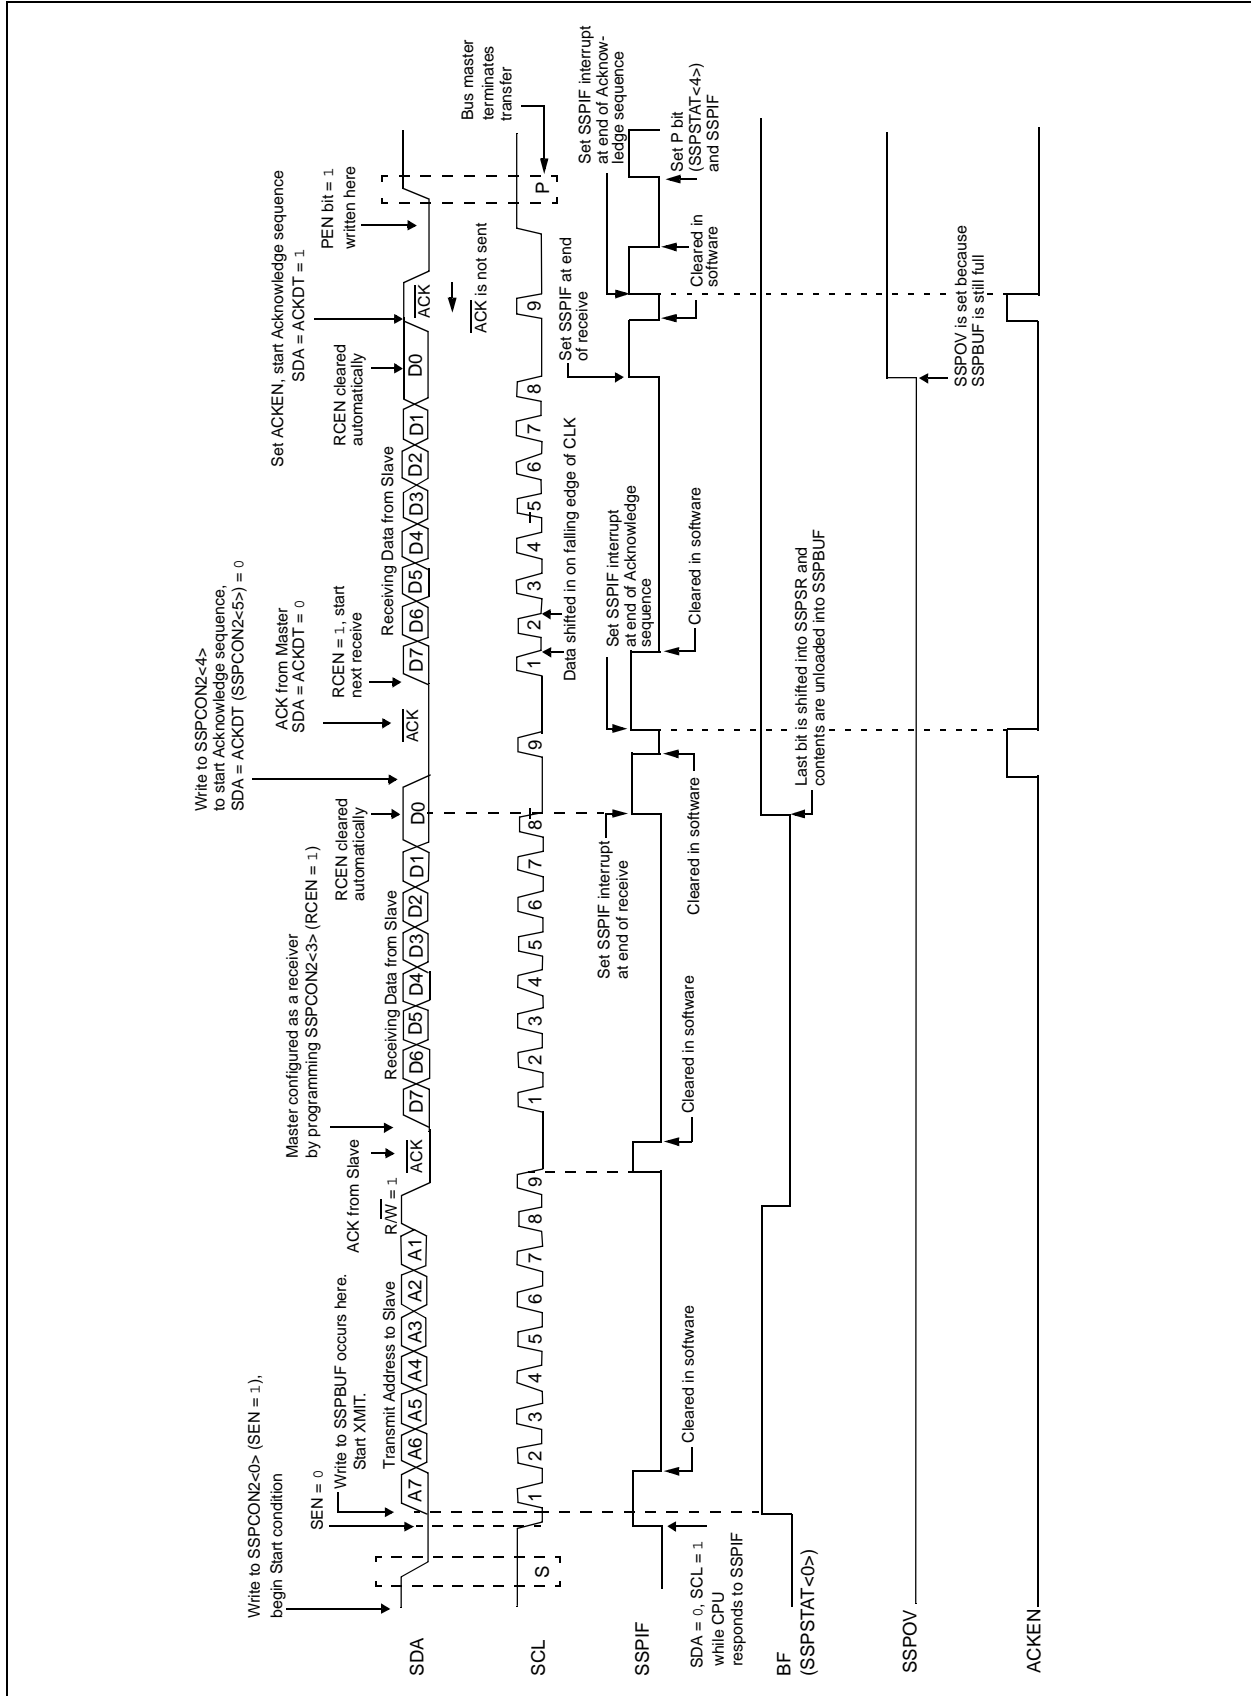 Write to SSPCON2<0> (SEN = 1),
begin Start condition
SEN = 0
Write to SSPBUF occurs here.
Start XMIT.
ACK from Slave
Master configured as a receiver
by programming SSPCON2<3> (RCEN = 1)
RCEN cleared
automatically
Write to SSPCON2<4>
to start Acknowledge sequence,
SDA = ACKDT (SSPCON2<5>) = 0
ACK from Master
SDA = ACKDT = 0
RCEN = 1, start
next receive
RCEN cleared
automatically
Set ACKEN, start Acknowledge sequence
SDA = ACKDT = 1
PEN bit = 1
written here
Transmit Address to Slave
R/W = 1
Receiving Data from Slave
Receiving Data from Slave
SDA
A7 A6 A5 A4 A3 A2 A1
ACK
D7 D6 D5 D4 D3 D2 D1 D0
ACK
D7 D6 D5 D4 D3 D2 D1 D0
ACK
ACK is not sent
Bus master
terminates
transfer
SCL
S
1 2 3 4 5 6 7 8 9
1 2 3 4 5 6 7 8 9
1 2 3 4 5 6 7 8 9
P
Data shifted in on falling edge of CLK
Set SSPIF interrupt
at end of receive
Set SSPIF interrupt
at end of Acknowledge
sequence
Set SSPIF at end
of receive
Set SSPIF interrupt
at end of Acknow-
ledge sequence
SSPIF
SDA = 0, SCL = 1
while CPU
responds to SSPIF
Cleared in software
Cleared in software
Cleared in software
Cleared in software
Cleared in
software
Set P bit
(SSPSTAT<4>)
and SSPIF
BF
(SSPSTAT<0>)
Last bit is shifted into SSPSR and
contents are unloaded into SSPBUF
SSPOV
SSPOV is set because
SSPBUF is still full
ACKEN